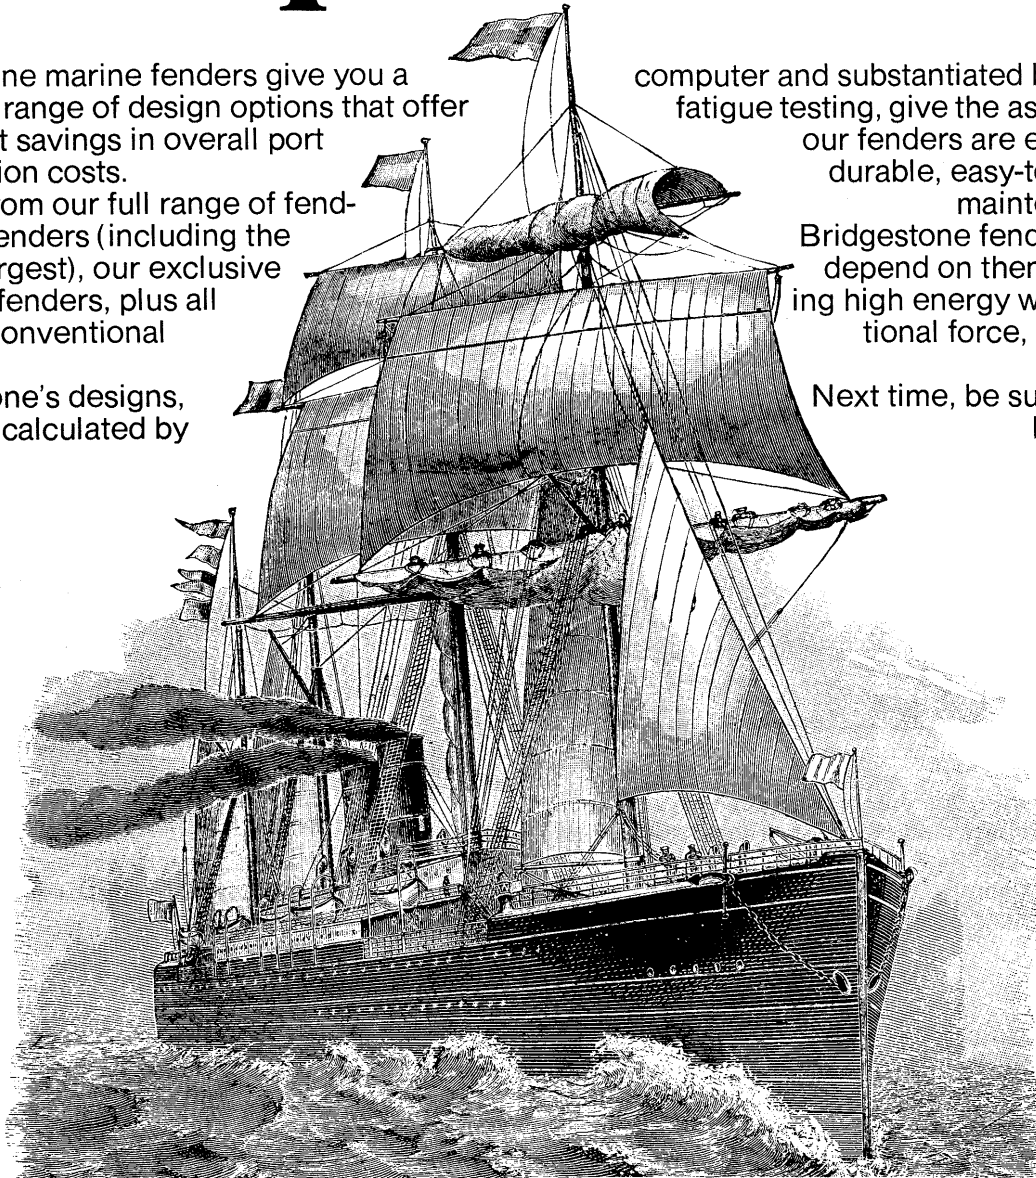 ne marine fenders give you a
range of design options that offer
t savings in overall port
ion costs.
rom our full range of fend-
enders (including the
rgest), our exclusive
fenders, plus all
onventional
one's designs,
calculated by
computer and substantiated
fatigue testing, give the as
our fenders are e
durable, easy-t
maint
Bridgestone fend
depend on the
ing high energy w
tional force,
Next time, be su